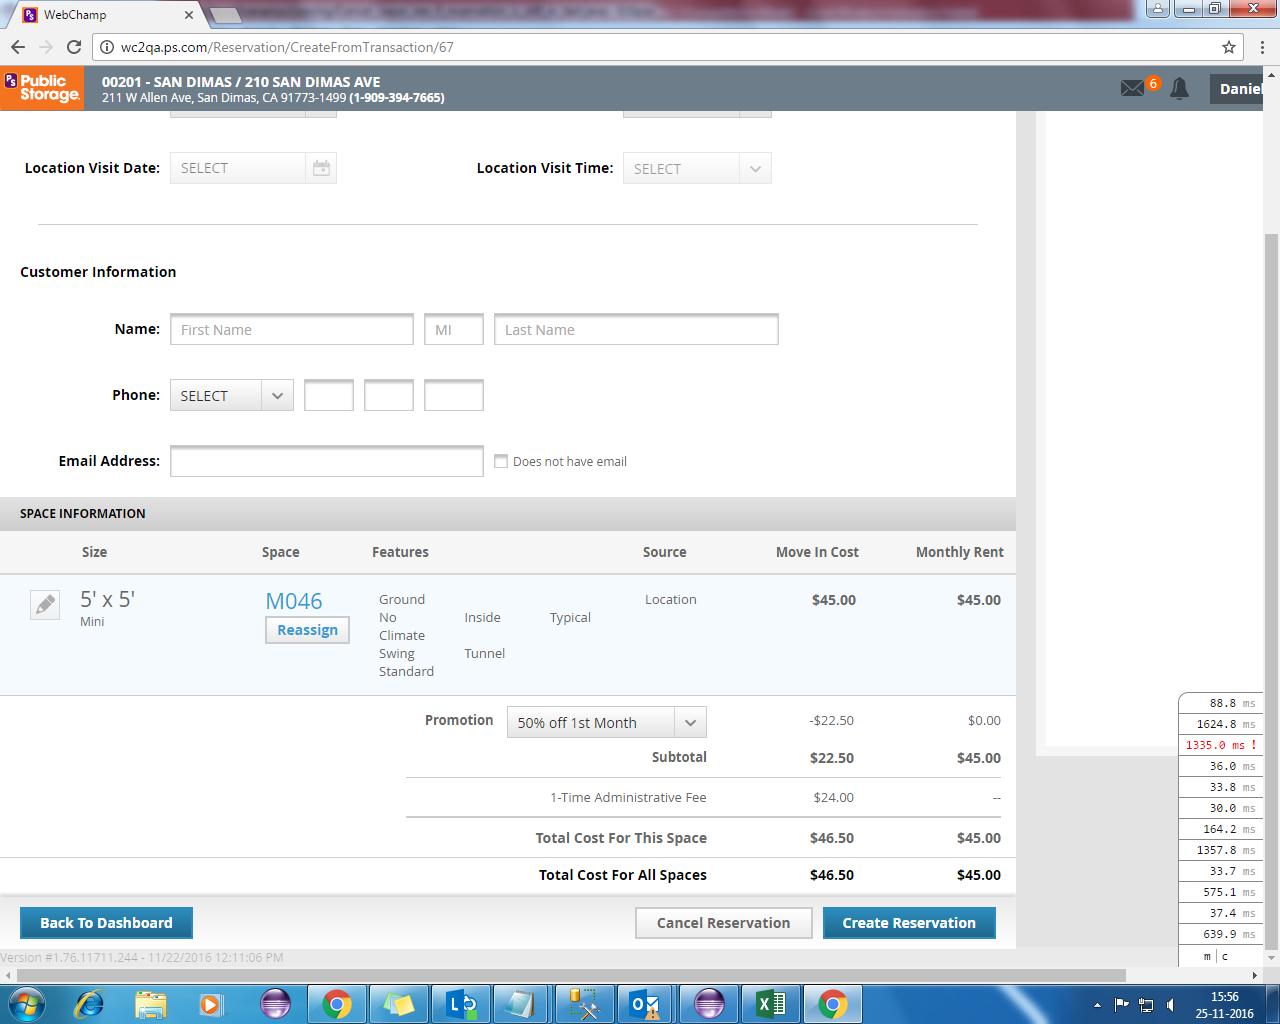 WebChamp
wc2qa.ps.com/Reservation/CreateFromTransaction/67
PS Public Storage.
00201 - SAN DIMAS / 210 SAN DIMAS AVE
211 W Allen Ave, San Dimas, CA 91773-1499 (1-909-394-7665)
6
Daniel
Location Visit Date: SELECT Location Visit Time: SELECT
Customer Information
Name: First Name MI Last Name
Phone: SELECT
Email Address: Does not have email
SPACE INFORMATION
Size Space Features Source Move In Cost Monthly Rent
5' x 5' M046 Ground Location $45.00 $45.00
Mini No Inside Typical
Reassign Climate
Swing Tunnel
Standard
Promotion 50% off 1st Month -$22.50 $0.00
Subtotal $22.50 $45.00
1-Time Administrative Fee $24.00 --
Total Cost For This Space $46.50 $45.00
Total Cost For All Spaces $46.50 $45.00
Back To Dashboard Cancel Reservation Create Reservation
Version #1.76.11711.244 - 11/22/2016 12:11:06 PM
88.8 ms
1624.8 ms
1335.0 ms !
36.0 ms
33.8 ms
30.0 ms
164.2 ms
1357.8 ms
33.7 ms
575.1 ms
37.4 ms
639.9 ms
m | c
15:56
25-11-2016